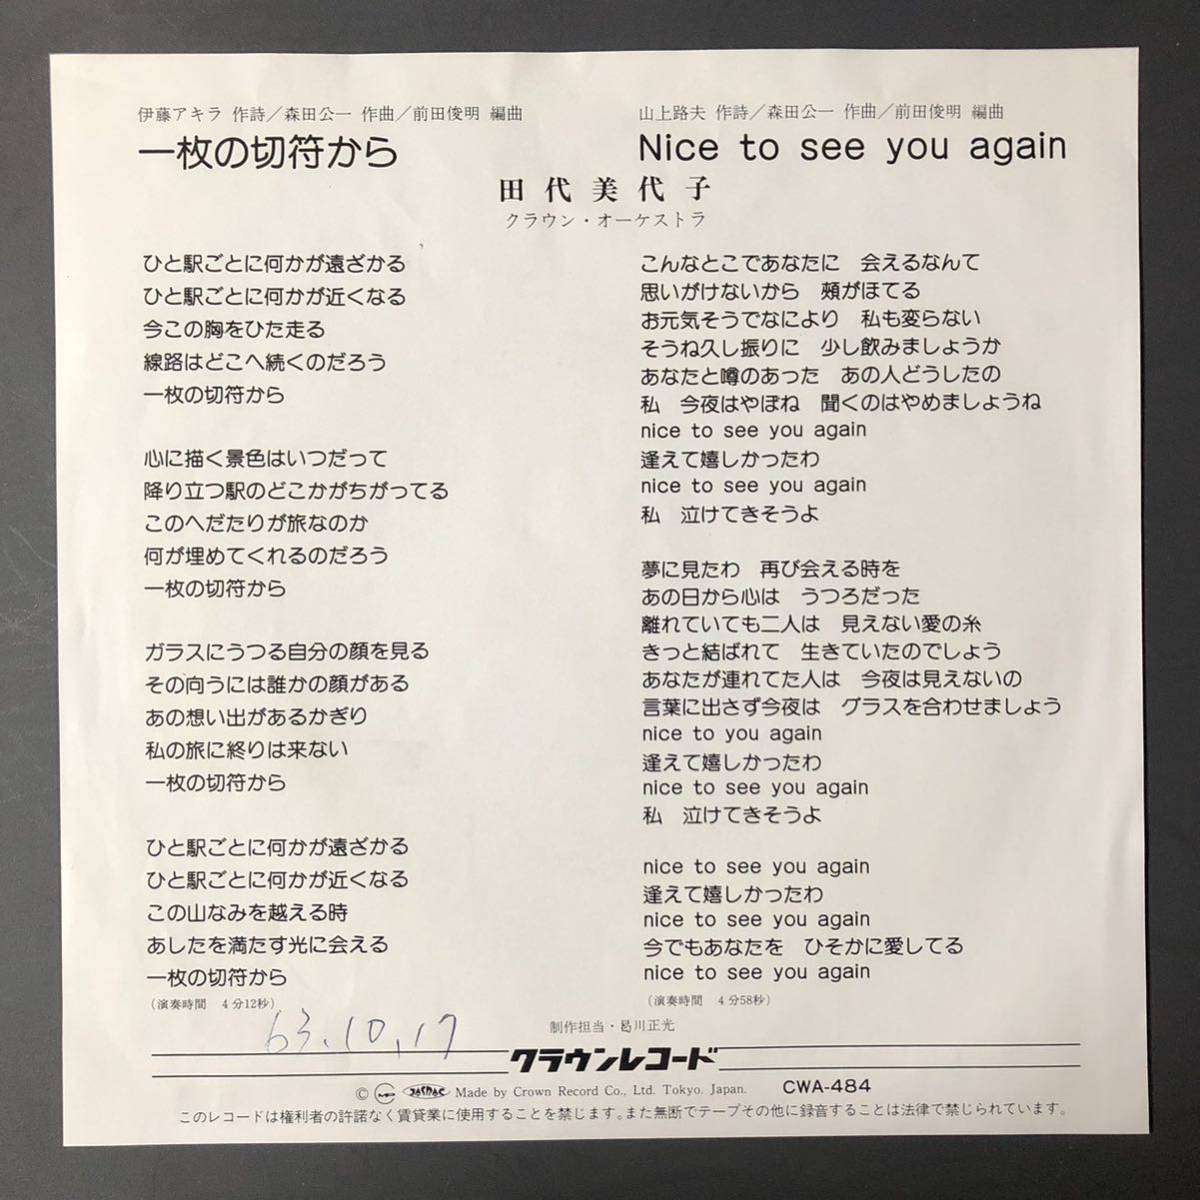 伊藤アキラ 作詩／森田公一 作曲／前田俊明 編曲
一枚の切符から
山上路夫 作詩／森田公一 作曲／前田俊明 編曲
Nice to see you again
田代美代子
クラウン・オーケストラ
ひと駅ごとに何かが遠ざかる
ひと駅ごとに何かが近くなる
今この胸をひた走る
線路はどこへ続くのだろう
一枚の切符から
心に描く景色はいつだって
降り立つ駅のどこかがちがってる
このへだたりが旅なのか
何が埋めてくれるのだろう
一枚の切符から
ガラスにうつる自分の顔を見る
その向うには誰かの顔がある
あの想い出があるかぎり
私の旅に終りは来ない
一枚の切符から
ひと駅ごとに何かが遠ざかる
ひと駅ごとに何かが近くなる
この山なみを越える時
あしたを満たす光に会える
一枚の切符から
（演奏時間　4分12秒）
こんなとこであなたに　会えるなんて
思いがけないから　頰がほてる
お元気そうでなにより　私も変らない
そうね久し振りに　少し飲みましょうか
あなたと噂のあった　あの人どうしたの
私　今夜はやぼね　聞くのはやめましょうね
nice to see you again
逢えて嬉しかったわ
nice to see you again
私　泣けてきそうよ
夢に見たわ　再び会える時を
あの日から心は　うつろだった
離れていても二人は　見えない愛の糸
きっと結ばれて　生きていたのでしょう
あなたが連れてた人は　今夜は見えないの
言葉に出さず今夜は　グラスを合わせましょう
nice to you again
逢えて嬉しかったわ
nice to see you again
私　泣けてきそうよ
nice to see you again
逢えて嬉しかったわ
nice to see you again
今でもあなたを　ひそかに愛してる
nice to see you again
（演奏時間　4分58秒）
63.10.17
制作担当・曷川正光
クラウンレコード
© JASRAC Made by Crown Record Co., Ltd. Tokyo. Japan. CWA-484
このレコードは権利者の許諾なく賃貸業に使用することを禁じます。また無断でテープその他に録音することは法律で禁じられています。